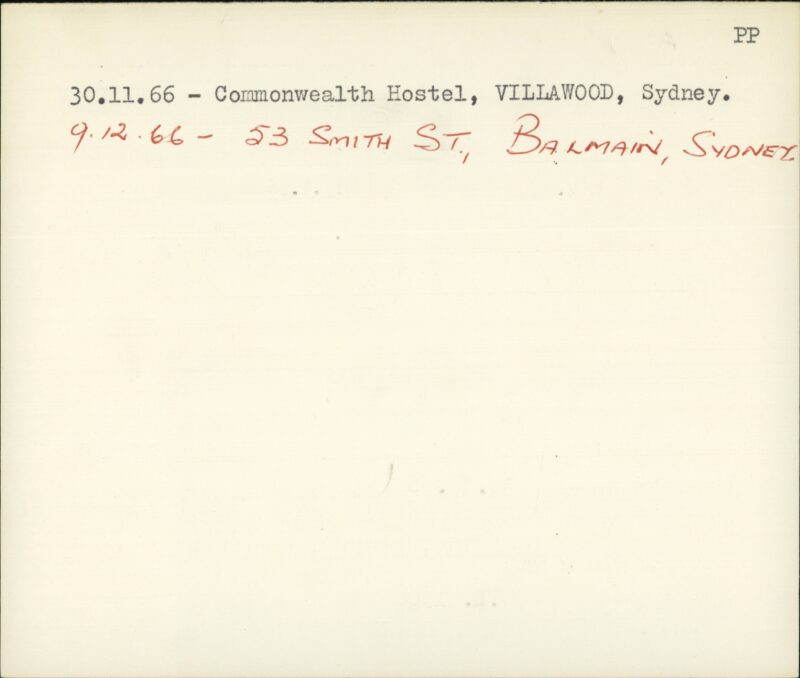 PP
30.11.66 - Commonwealth Hostel, VILLAWOOD, Sydney.
9.12.66 - 53 SMITH ST., BALMAIN, SYDNEY